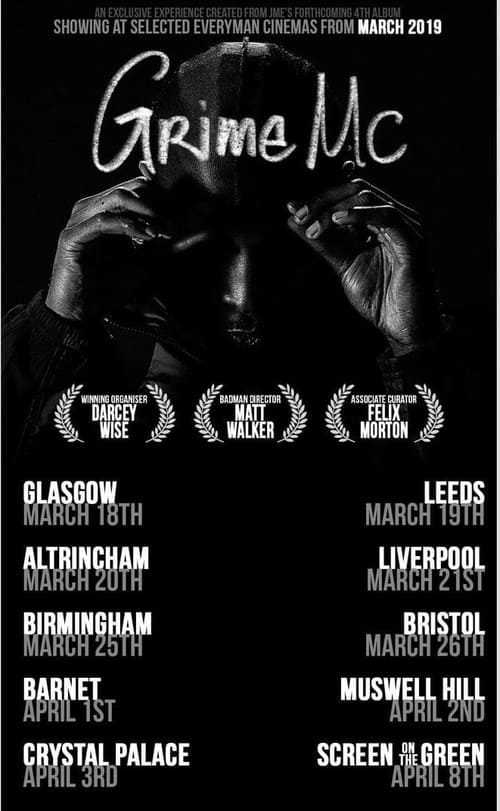 AN EXCLUSIVE EXPERIENCE CREATED FROM JME'S FORTHCOMING 4TH ALBUM
SHOWING AT SELECTED EVERYMAN CINEMAS FROM MARCH 2019
Grime Mc
WINNING ORGANISER
DARCEY
WISE
BADMAN DIRECTOR
MATT
WALKER
ASSOCIATE CURATOR
FELIX
MORTON
GLASGOW
MARCH 18TH
LEEDS
MARCH 19TH
ALTRINCHAM
MARCH 20TH
LIVERPOOL
MARCH 21ST
BIRMINGHAM
MARCH 25TH
BRISTOL
MARCH 26TH
BARNET
APRIL 1ST
MUSWELL HILL
APRIL 2ND
CRYSTAL PALACE
APRIL 3RD
SCREEN ON THE GREEN
APRIL 8TH